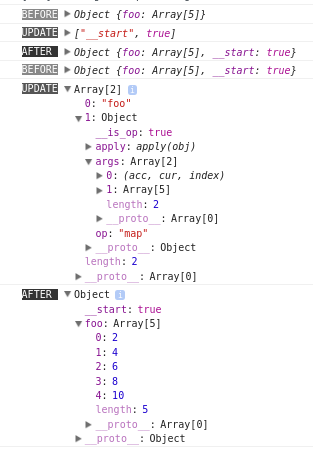 BEFORE ▶ Object {foo: Array[5]}
UPDATE ▶ ["__start", true]
AFTER ▶ Object {foo: Array[5], __start: true}
BEFORE ▶ Object {foo: Array[5], __start: true}
UPDATE ▼ Array[2] i
0: "foo"
▼ 1: Object
__is_op: true
▶ apply: apply(obj)
▼ args: Array[2]
▶ 0: (acc, cur, index)
▶ 1: Array[5]
length: 2
▶ __proto__: Array[0]
op: "map"
▶ __proto__: Object
length: 2
▶ __proto__: Array[0]
AFTER ▼ Object i
__start: true
▼ foo: Array[5]
0: 2
1: 4
2: 6
3: 8
4: 10
length: 5
▶ __proto__: Array[0]
▶ __proto__: Object